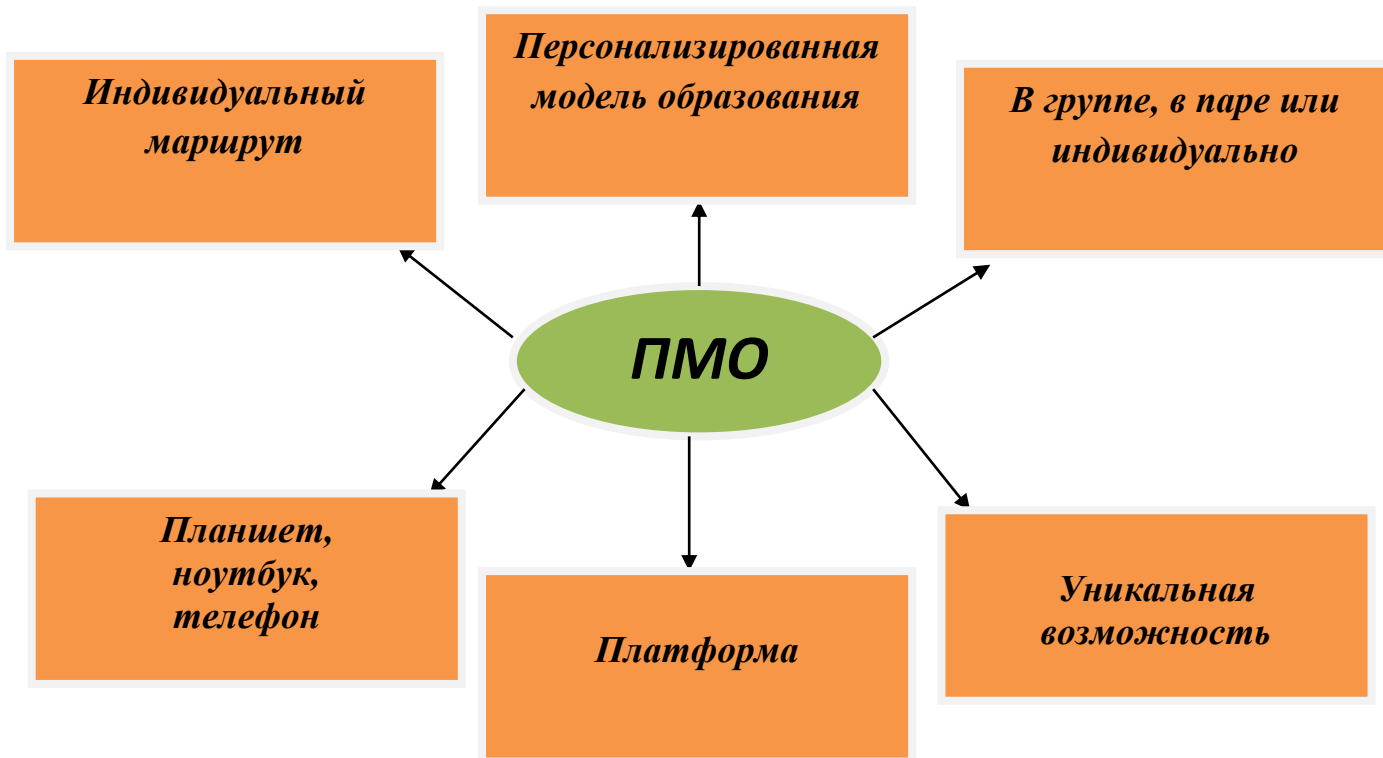 Индивидуальный
маршрут
Персонализированная
модель образования
В группе, в паре или
индивидуально
ПМО
Планшет,
ноутбук,
телефон
Платформа
Уникальная
возможность